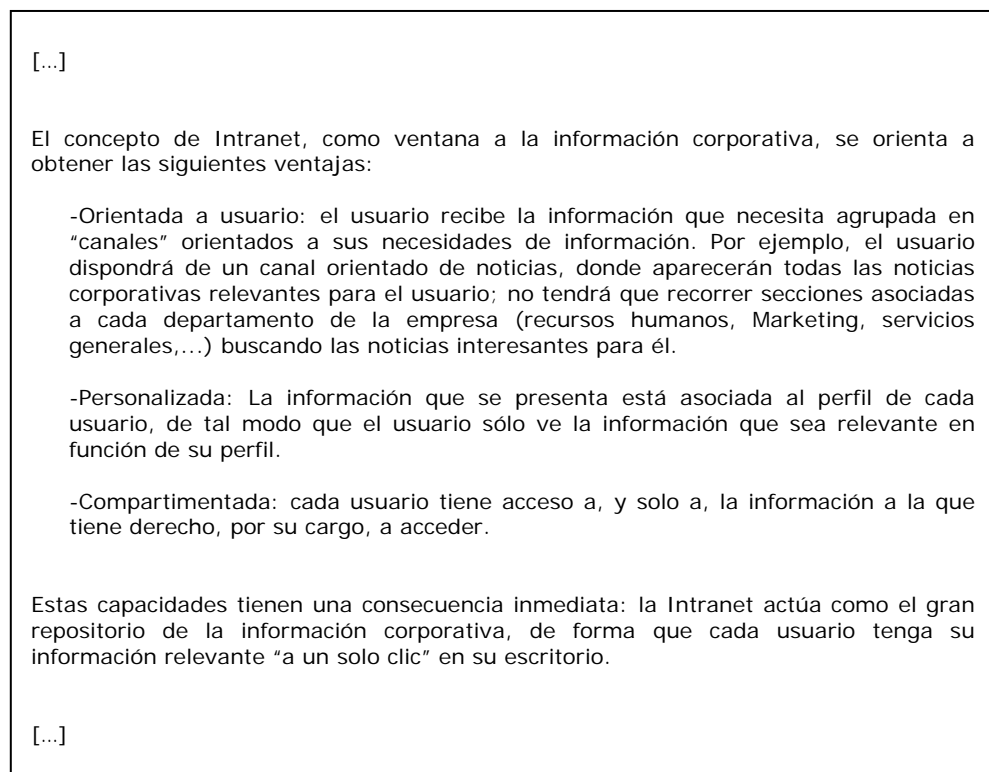 [...]
El concepto de Intranet, como ventana a la información corporativa, se orienta a
obtener las siguientes ventajas:
-Orientada a usuario: el usuario recibe la información que necesita agrupada en
“canales” orientados a sus necesidades de información. Por ejemplo, el usuario
dispondrá de un canal orientado de noticias, donde aparecerán todas las noticias
corporativas relevantes para el usuario; no tendrá que recorrer secciones asociadas
a cada departamento de la empresa (recursos humanos, Marketing, servicios
generales,...) buscando las noticias interesantes para él.
-Personalizada: La información que se presenta está asociada al perfil de cada
usuario, de tal modo que el usuario sólo ve la información que sea relevante en
función de su perfil.
-Compartimentada: cada usuario tiene acceso a, y solo a, la información a la que
tiene derecho, por su cargo, a acceder.
Estas capacidades tienen una consecuencia inmediata: la Intranet actúa como el gran
repositorio de la información corporativa, de forma que cada usuario tenga su
información relevante “a un solo clic” en su escritorio.
[...]